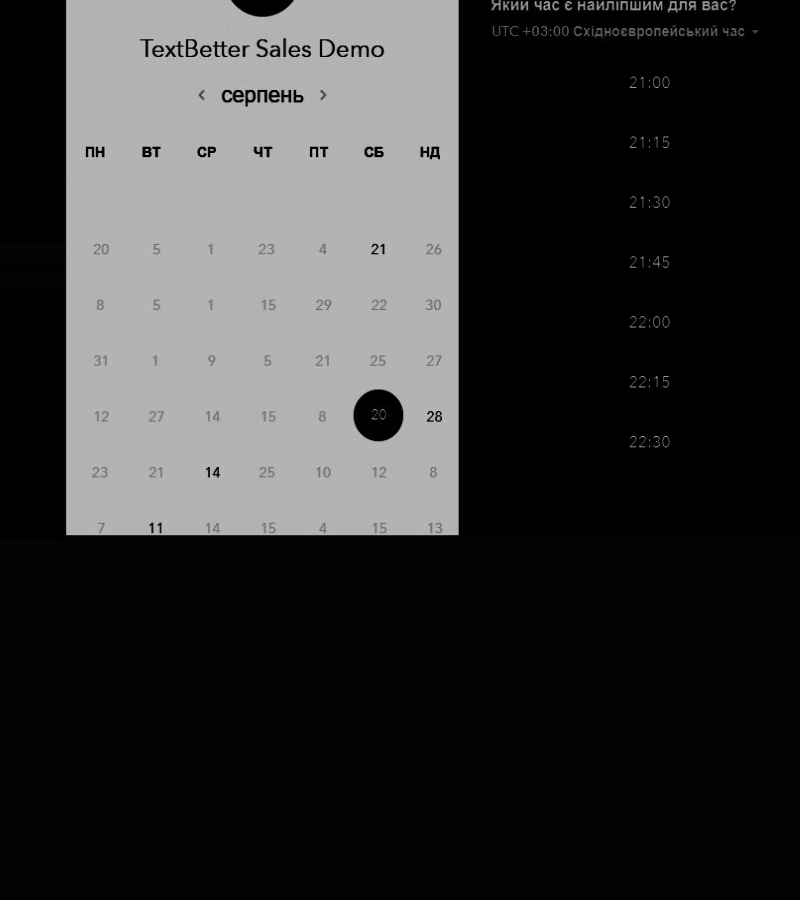 TextBetter Sales Demo
серпень
ПН ВТ СР ЧТ ПТ СБ НД
20 5 1 23 4 21 26
8 5 1 15 29 22 30
31 1 9 5 21 25 27
12 27 14 15 8 20 28
23 21 14 25 10 12 8
7 11 14 15 4 15 13
Який час є найліпшим для вас?
UTC +03:00 Східноєвропейський час
21:00
21:15
21:30
21:45
22:00
22:15
22:30